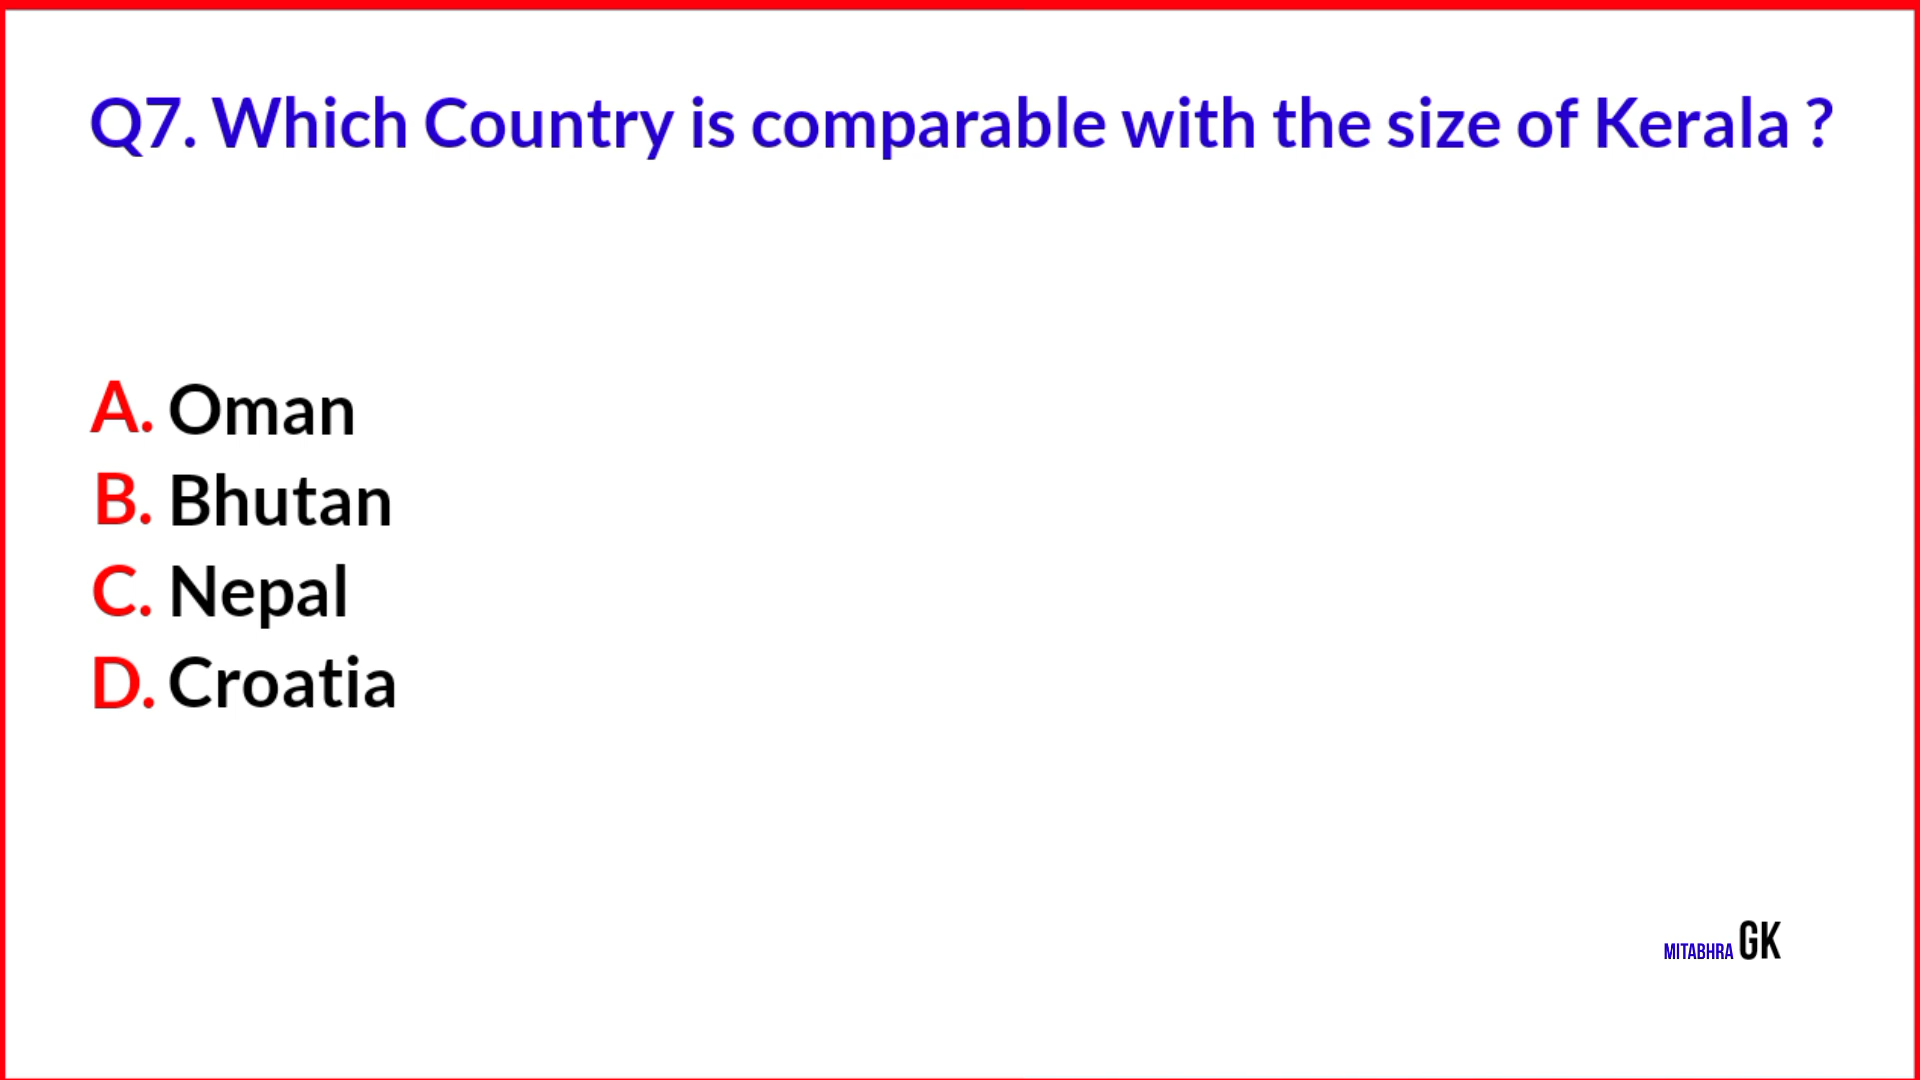 Q7. Which Country is comparable with the size of Kerala ?
A. Oman
B. Bhutan
C. Nepal
D. Croatia
MITABHRA GK